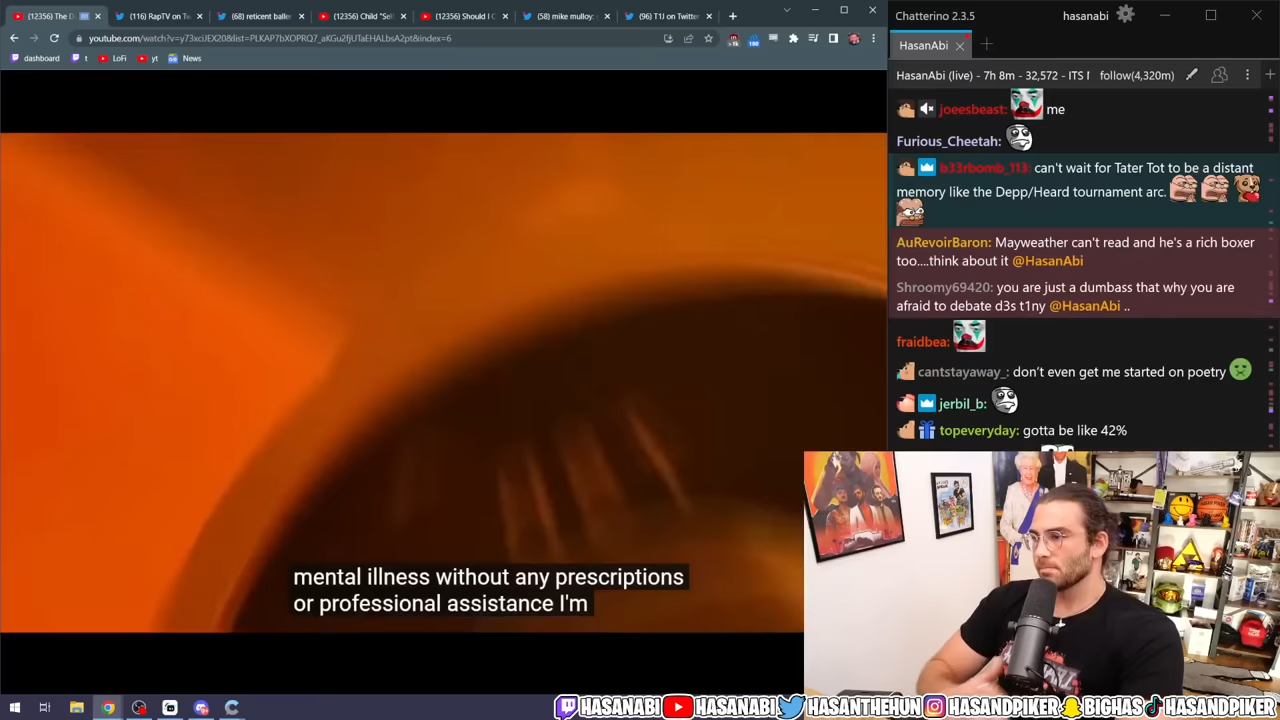 (12356) The D
(116) RapTV on Tw
(68) reticent baller
(12356) Child "Sel
(12356) Should I C
(58) mike mulloy: g
(96) T1J on Twitter
youtube.com/watch?v=y73xciJEX20&list=PLKAP7bXOPRQ7_aKGu2fjUTaEHALbsA2pt&index=6
dashboard
t
LoFi
yt
News
mental illness without any prescriptions
or professional assistance I'm
Chatterino 2.3.5
hasanabi
HasanAbi
HasanAbi (live) - 7h 8m - 32,572 - ITS I
follow(4,320m)
joeesbeast: me
Furious_Cheetah:
b33rbomb_113: can't wait for Tater Tot to be a distant
memory like the Depp/Heard tournament arc.
AuRevoirBaron: Mayweather can't read and he's a rich boxer
too....think about it @HasanAbi
Shroomy69420: you are just a dumbass that why you are
afraid to debate d3s t1ny @HasanAbi ..
fraidbea:
cantstayaway_: don't even get me started on poetry
jerbil_b:
topeveryday: gotta be like 42%
HASANABI
HASANABI
HASANTHEHUN
HASANDPIKER
BIGHAS
HASANDPIKER